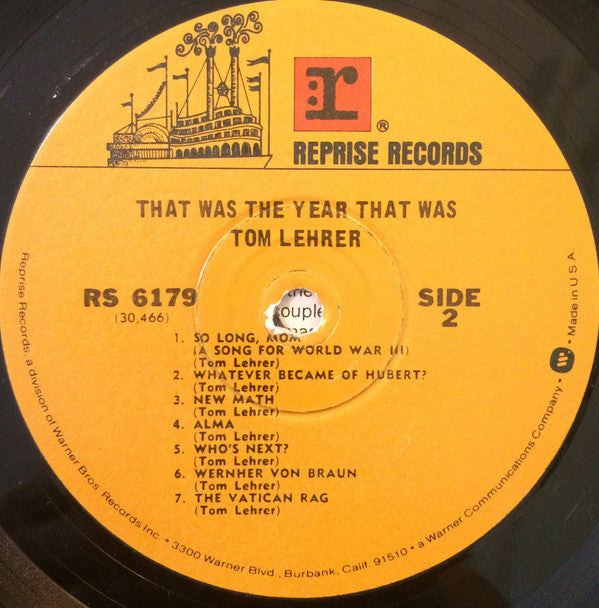 r
®
REPRISE RECORDS
THAT WAS THE YEAR THAT WAS
TOM LEHRER
RS 6179
(30,466)
SIDE
2
the
ouple
1. SO LONG, MOM
(A SONG FOR WORLD WAR III)
(Tom Lehrer)
2. WHATEVER BECAME OF HUBERT?
(Tom Lehrer)
3. NEW MATH
(Tom Lehrer)
4. ALMA
(Tom Lehrer)
5. WHO'S NEXT?
(Tom Lehrer)
6. WERNHER VON BRAUN
(Tom Lehrer)
7. THE VATICAN RAG
(Tom Lehrer)
Reprise Records, a division of Warner Bros. Records Inc. • 3300 Warner Blvd., Burbank, Calif. 91510 • a Warner Communications Company. • Made in U S A